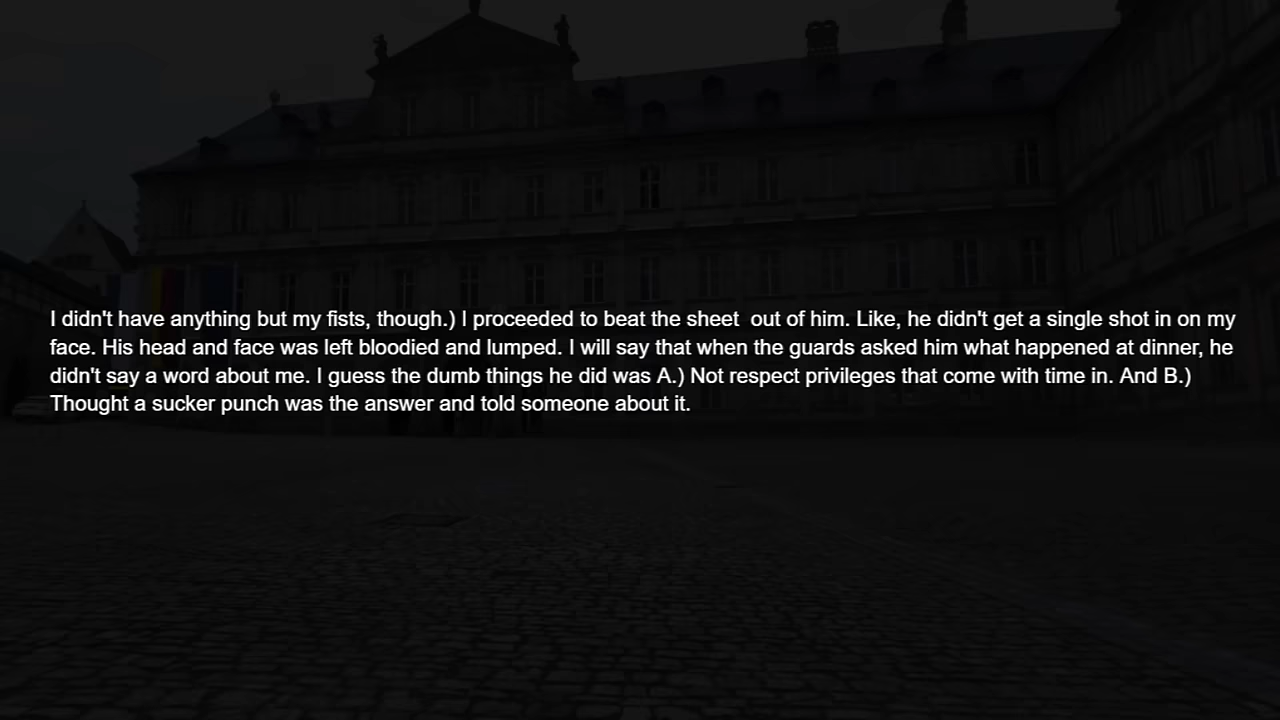 I didn't have anything but my fists, though.) I proceeded to beat the sheet  out of him. Like, he didn't get a single shot in on my
face. His head and face was left bloodied and lumped. I will say that when the guards asked him what happened at dinner, he
didn't say a word about me. I guess the dumb things he did was A.) Not respect privileges that come with time in. And B.)
Thought a sucker punch was the answer and told someone about it.